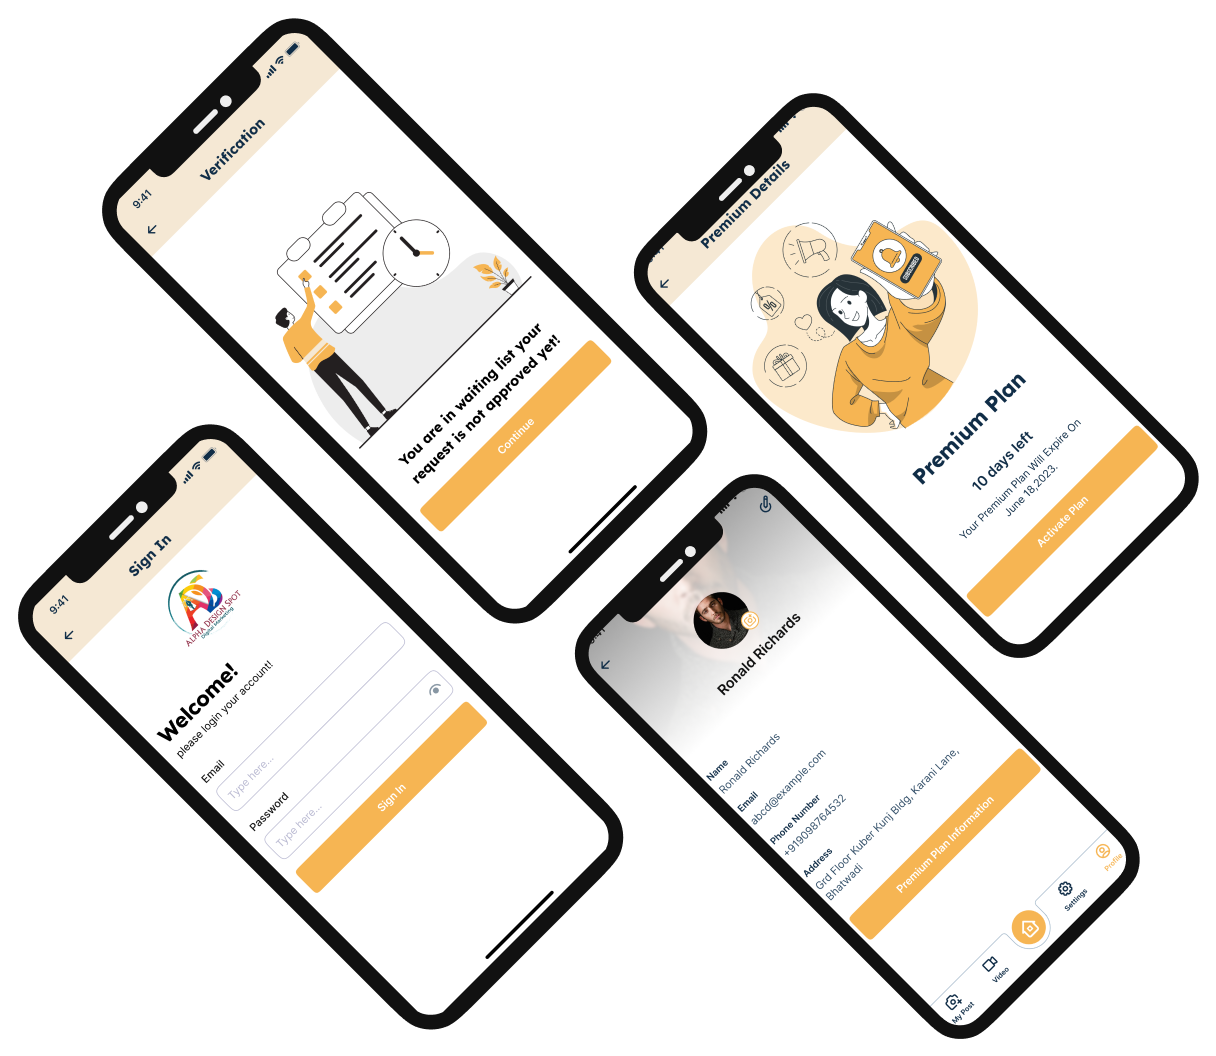 9:41
Verification
You are in waiting list your
request is not approved yet!
Continue
Premium Details
%
SUBSCRIBED
Premium Plan
10 days left
Your Premium Plan Will Expire On
June 18,2023.
Activate Plan
9:41
Sign In
ALPHA DESIGN SPOT
Digital Marketing
Welcome!
please login your account!
Email
Type here...
Password
Type here...
Sign In
Ronald Richards
Name
Ronald Richards
Email
abcd@example.com
Phone Number
+919098764532
Address
Grd Floor Kuber Kunj Bldg, Karani Lane,
Bhatwadi
Premium Plan Information
My Post
Video
Settings
Profile